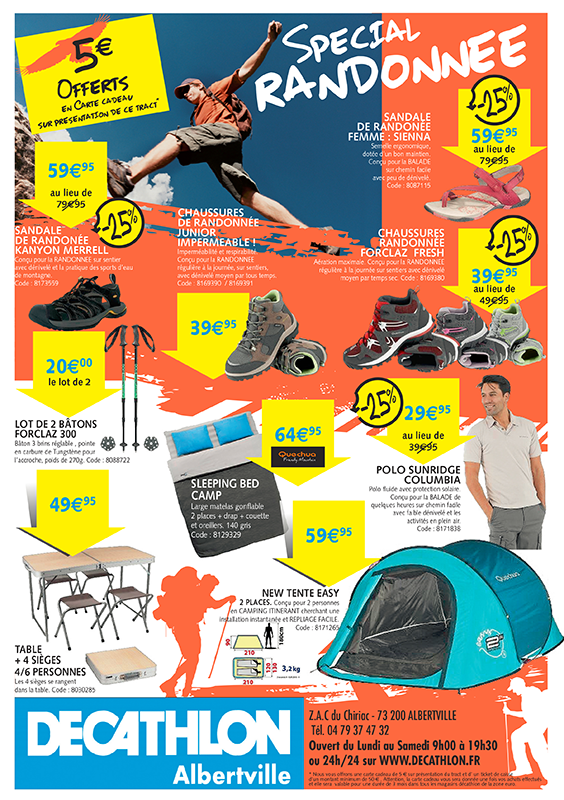 5€
OFFERTS
EN CARTE CADEAU
SUR PRESENTATION DE CE TRACT*
SPECIAL
RANDONNEE
-25%
59€95
au lieu de
79€95
SANDALE
DE RANDONÉE
FEMME : SIENNA
Semelle ergonomique,
dotée d'un bon maintien.
Conçu pour la BALADE
sur chemin facile
avec peu de dénivelé.
Code : 8087115
59€95
au lieu de
79€95
-25%
SANDALE
DE RANDONÉE
KANYON MERRELL
Conçu pour la RANDONNEE sur sentier
avec dérivelé et la pratique des sports d'eau
de montagne.
Code : 8173559
CHAUSSURES
DE RANDONNÉE
JUNIOR
IMPERMEABLE !
Imperméabilité et respirabilité.
Conçu pour la RANDONNÉE
régulière à la journée, sur sentiers,
avec dénivelé moyen par tous temps.
Code : 8169390 / 8169391
39€95
CHAUSSURES
RANDONNÉE
FORCLAZ FRESH
Aération maximale. Conçu pour la RANDONNEE
régulière à la journée sur sentiers avec dénivelé
moyen par temps sec. Code : 8169380
-25%
39€95
au lieu de
49€95
20€00
le lot de 2
LOT DE 2 BÂTONS
FORCLAZ 300
Bâton 3 brins réglable , pointe
en carbure de Tungstène pour
l'accroche, poids de 270g. Code : 8088722
64€95
Quechua
SLEEPING BED
CAMP
Large matelas gonflable
2 places + drap + couette
et oreillers. 140 gris
Code : 8129329
-25%
29€95
au lieu de
39€95
POLO SUNRIDGE
COLUMBIA
Polo fluide avec protection solaire.
Conçu pour la BALADE de
quelques heures sur chemin facile
avec faible dénivelé et les
activités en plein air.
Code : 8171838
49€95
TABLE
+ 4 SIÈGES
4/6 PERSONNES
Les 4 sièges se rangent
dans la table. Code : 8030285
59€95
NEW TENTE EASY
2 PLACES. Conçu pour 2 personnes
en CAMPING ITINERANT cherchant une
installation instantanée et REPLIAGE FACILE.
Code : 8171265
90
210
180cm
120
130
210
3,2kg
Quechua
DECATHLON
Albertville
Z.A.C du Chiriac - 73 200 ALBERTVILLE
Tél. 04 79 37 47 32
Ouvert du Lundi au Samedi 9h00 à 19h30
ou 24h/24 sur WWW.DECATHLON.FR
* Nous vous offrons une carte cadeau de 5€ sur présentation du tract et d' un ticket de caisse
d'un montant minimum de 50 € . Attention, la carte cadeau vous sera donnée une fois vos achats effectués
et elle sera valable pour une durée de 3 mois dans tous les magasins décathlon de la zone euro.